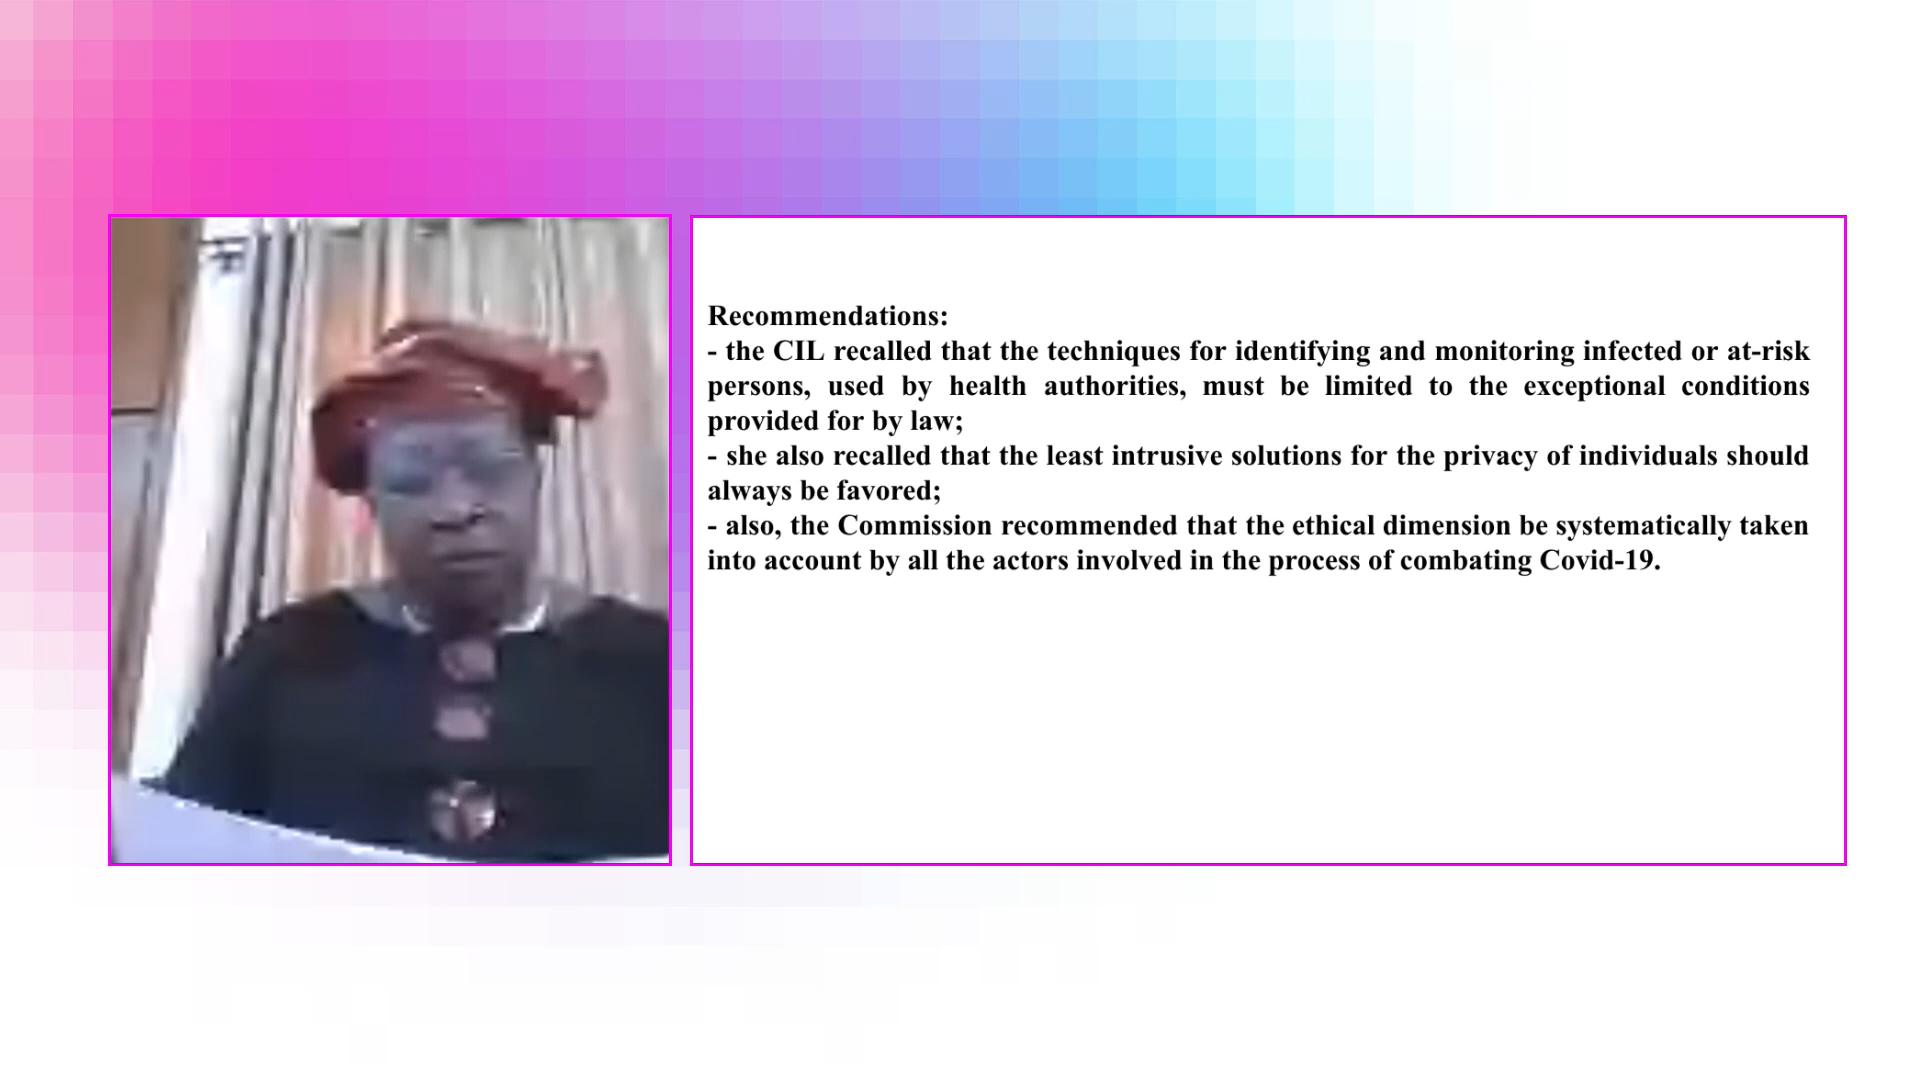 Recommendations:
- the CIL recalled that the techniques for identifying and monitoring infected or at-risk
persons, used by health authorities, must be limited to the exceptional conditions
provided for by law;
- she also recalled that the least intrusive solutions for the privacy of individuals should
always be favored;
- also, the Commission recommended that the ethical dimension be systematically taken
into account by all the actors involved in the process of combating Covid-19.